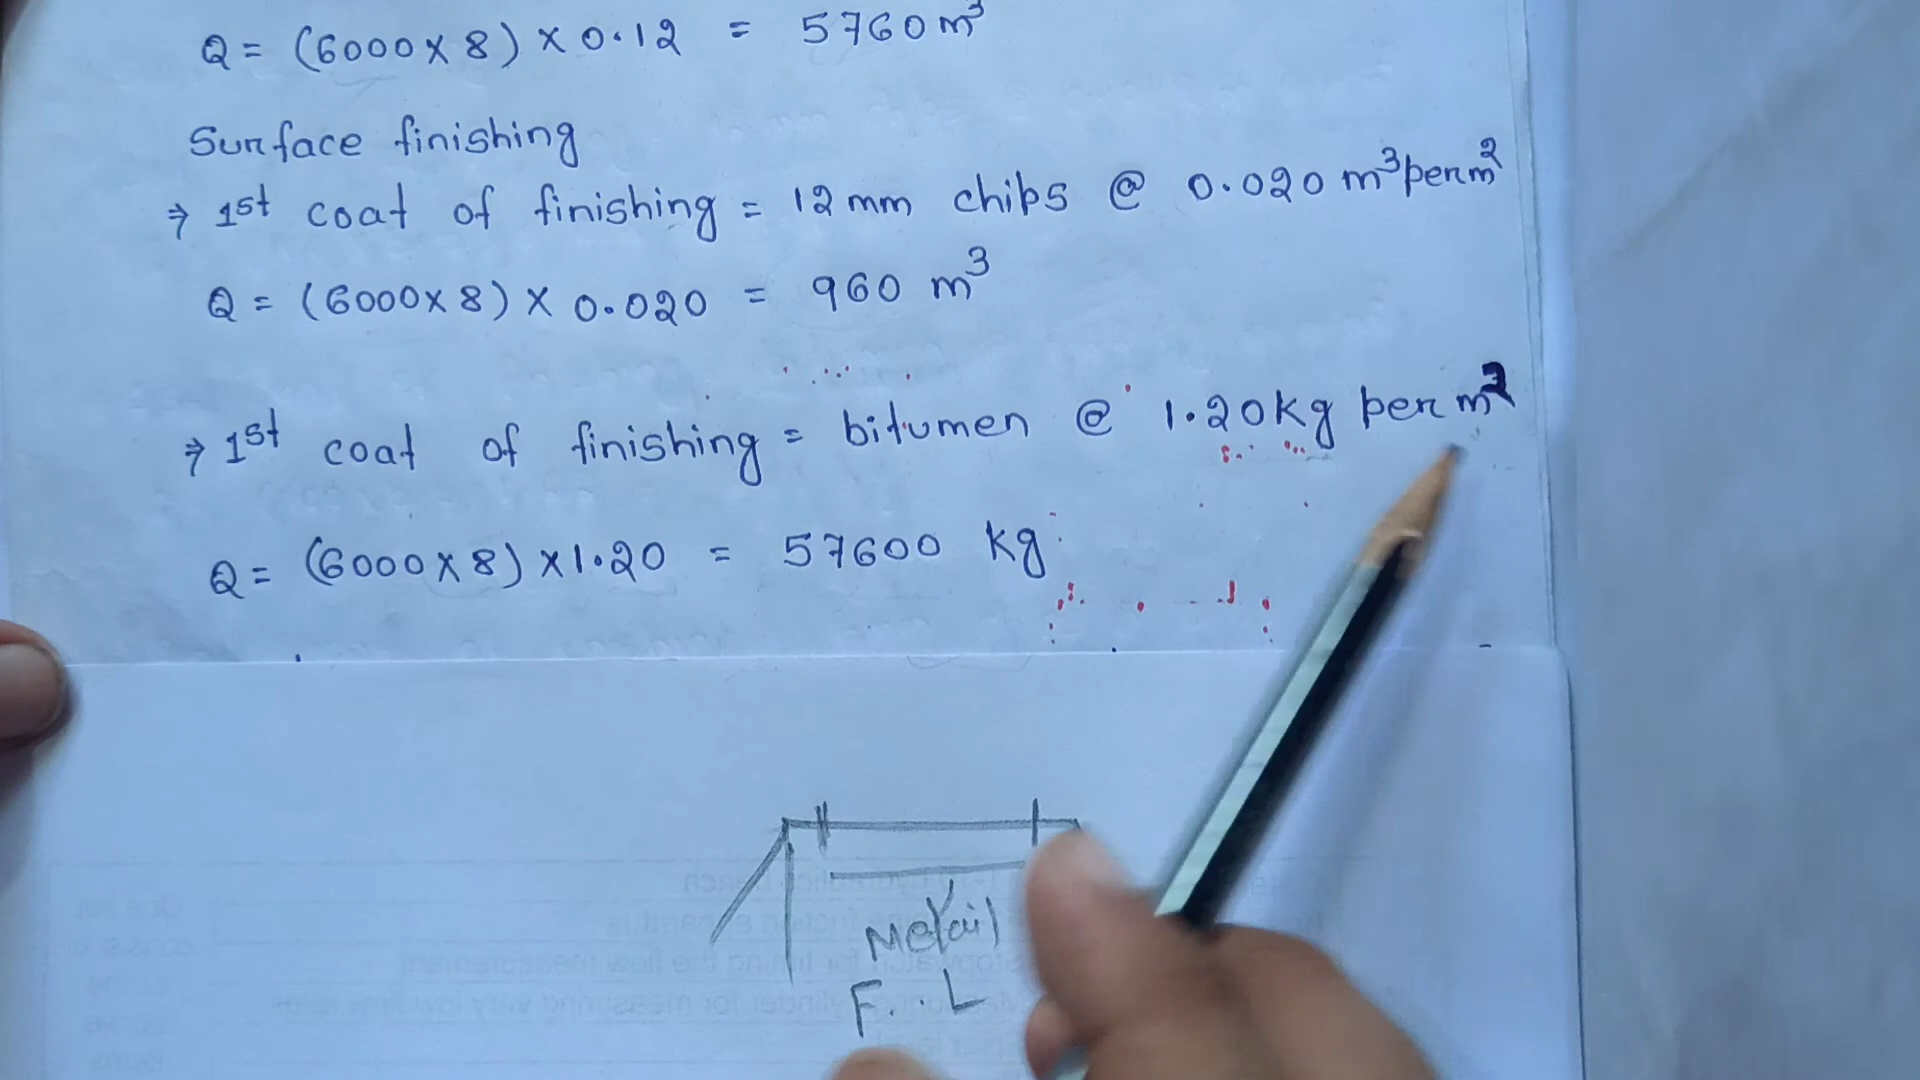 Q = (6000 x 8) x 0.12 = 5760 m³
Surface finishing
⇒ 1st coat of finishing = 12 mm chips @ 0.020 m³ per m²
Q = (6000 x 8) x 0.020 = 960 m³
⇒ 1st coat of finishing = bitumen @ 1.20 kg per m²
Q = (6000 x 8) x 1.20 = 57600 kg
F. L